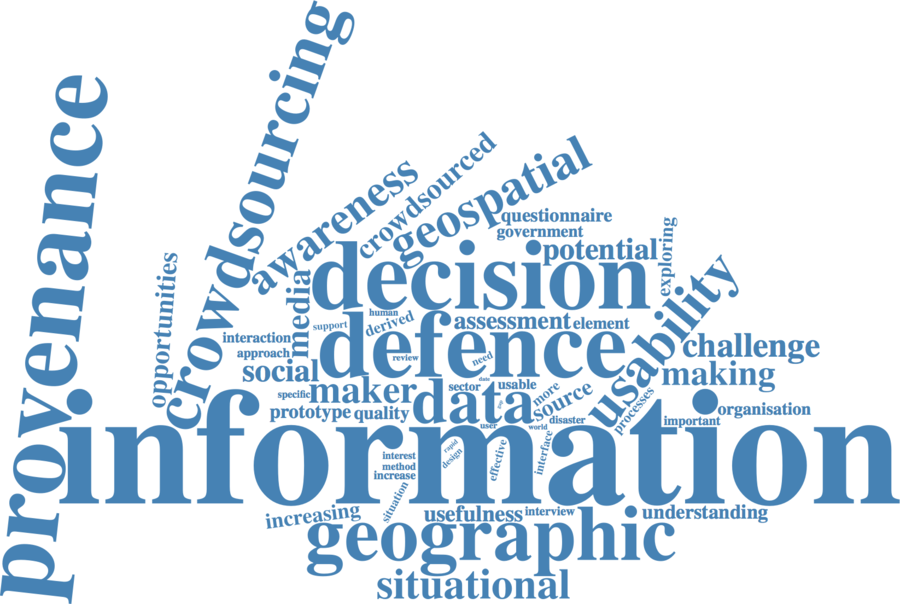 provenance
crowdsourcing
opportunities
awareness
crowdsourced
geospatial
questionnaire
government
potential
exploring
decision
media
human
support
derived
assessment
element
usability
interaction
approach
defence
review
need
challenge
social
making
date
specific
maker
sector
usable
data
more
source
processes
prototype
quality
user
world
disaster
important
organisation
information
interest
method
increase
rapid
design
effective
interface
situation
increasing
usefulness
interview
understanding
geographic
situational